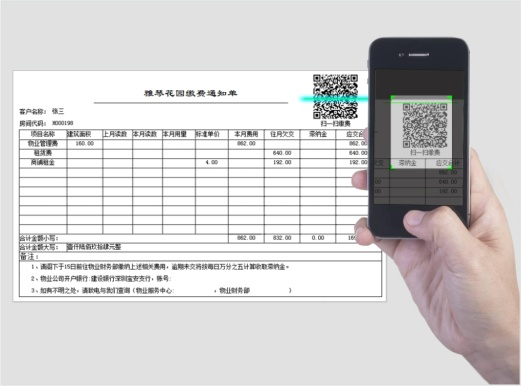 雅琴花园缴费通知单
扫一扫缴费
客户名称: 张三
房间代码: M000198
项目名称 建筑面积 上月读数 本月读数 本月用量 标准单价 本月费用 往月欠交 滞纳金 应交合
物业管理费 160.00 862.00 862.00
租赁费 640.00 640.00
商铺租金 4.00 192.00 192.00
合计金额小写: 862.00 832.00 0.00 169
合计金额大写: 壹仟陆佰玖拾肆元整
备注:
1、请阁下于15日前往物业财务部缴纳上述相关费用，逾期未交将按每日万分之五计算收取滞纳金。
2、物业公司开户银行:建设银行深圳宝安支行，帐号:
3、如有不明之处，请致电与我们查询（物业服务中心: ，物业财务部 ）
扫一扫缴费
滞纳金 应交合计
862.00
640.00
192.00